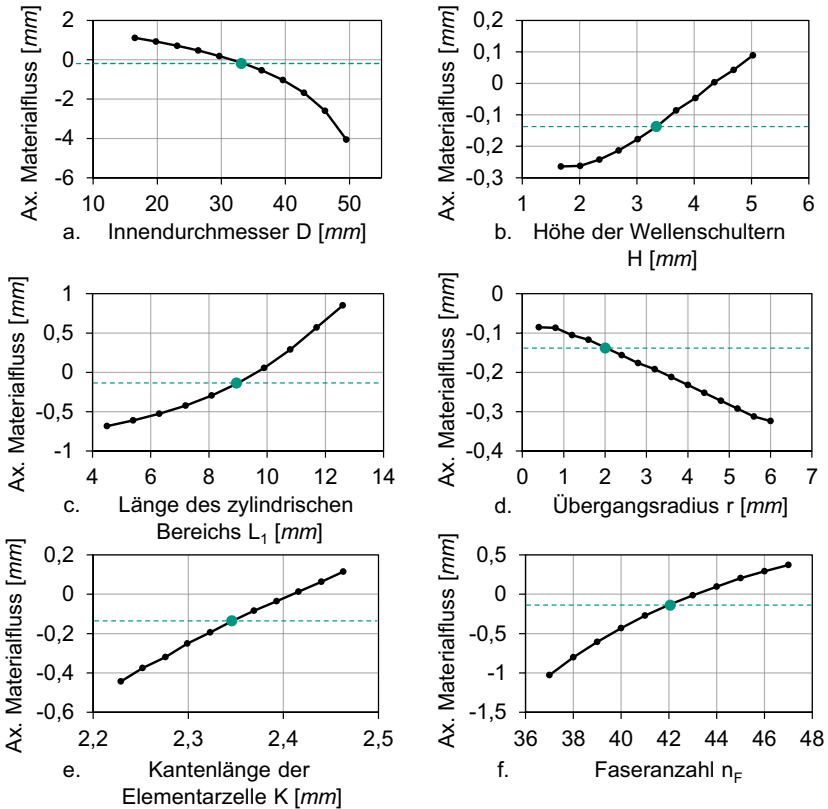 Ax. Materialfluss [mm]
2
0
-2
-4
-6
10 20 30 40 50
a. Innendurchmesser D [mm]
Ax. Materialfluss [mm]
0,2
0,1
0
-0,1
-0,2
-0,3
1 2 3 4 5 6
b. Höhe der Wellenschultern
H [mm]
Ax. Materialfluss [mm]
1
0,5
0
-0,5
-1
4 6 8 10 12 14
c. Länge des zylindrischen
Bereichs L₁ [mm]
Ax. Materialfluss [mm]
0
-0,1
-0,2
-0,3
-0,4
0 1 2 3 4 5 6 7
d. Übergangsradius r [mm]
Ax. Materialfluss [mm]
0,2
0
-0,2
-0,4
-0,6
2,2 2,3 2,4 2,5
e. Kantenlänge der
Elementarzelle K [mm]
Ax. Materialfluss [mm]
0,5
0
-0,5
-1
-1,5
36 38 40 42 44 46 48
f. Faseranzahl n_F